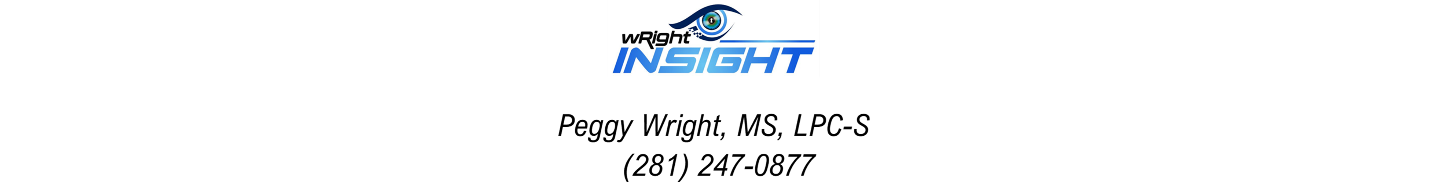 wRight
INSIGHT
Peggy Wright, MS, LPC-S
(281) 247-0877